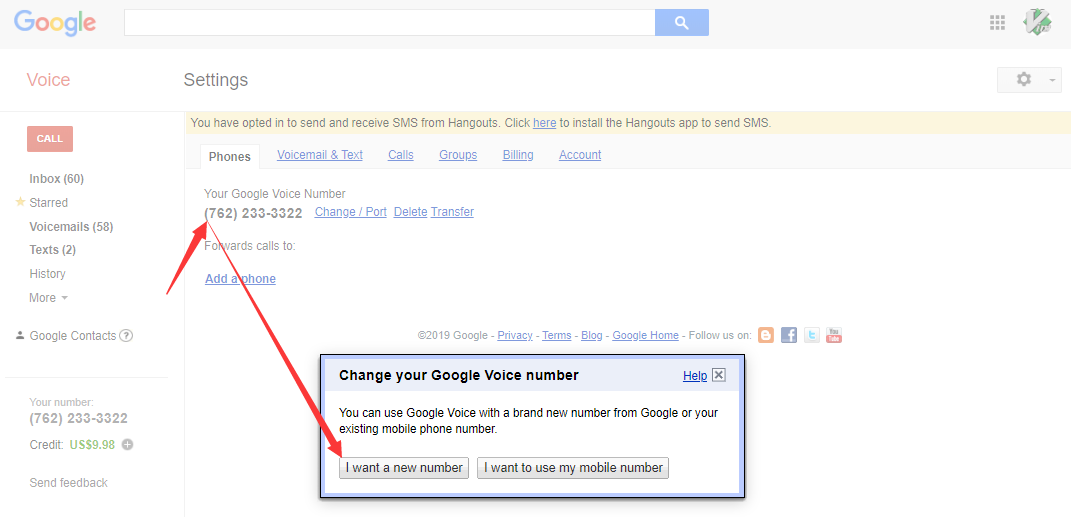 Google
Voice
Settings
You have opted in to send and receive SMS from Hangouts. Click here to install the Hangouts app to send SMS.
CALL
Phones Voicemail & Text Calls Groups Billing Account
Inbox (60)
Starred
Voicemails (58)
Texts (2)
History
More
Google Contacts ?
Your Google Voice Number
(762) 233-3322 Change / Port Delete Transfer
Forwards calls to:
Add a phone
©2019 Google - Privacy - Terms - Blog - Google Home - Follow us on:
Change your Google Voice number Help
You can use Google Voice with a brand new number from Google or your
existing mobile phone number.
I want a new number I want to use my mobile number
Your number:
(762) 233-3322
Credit: US$9.98
Send feedback